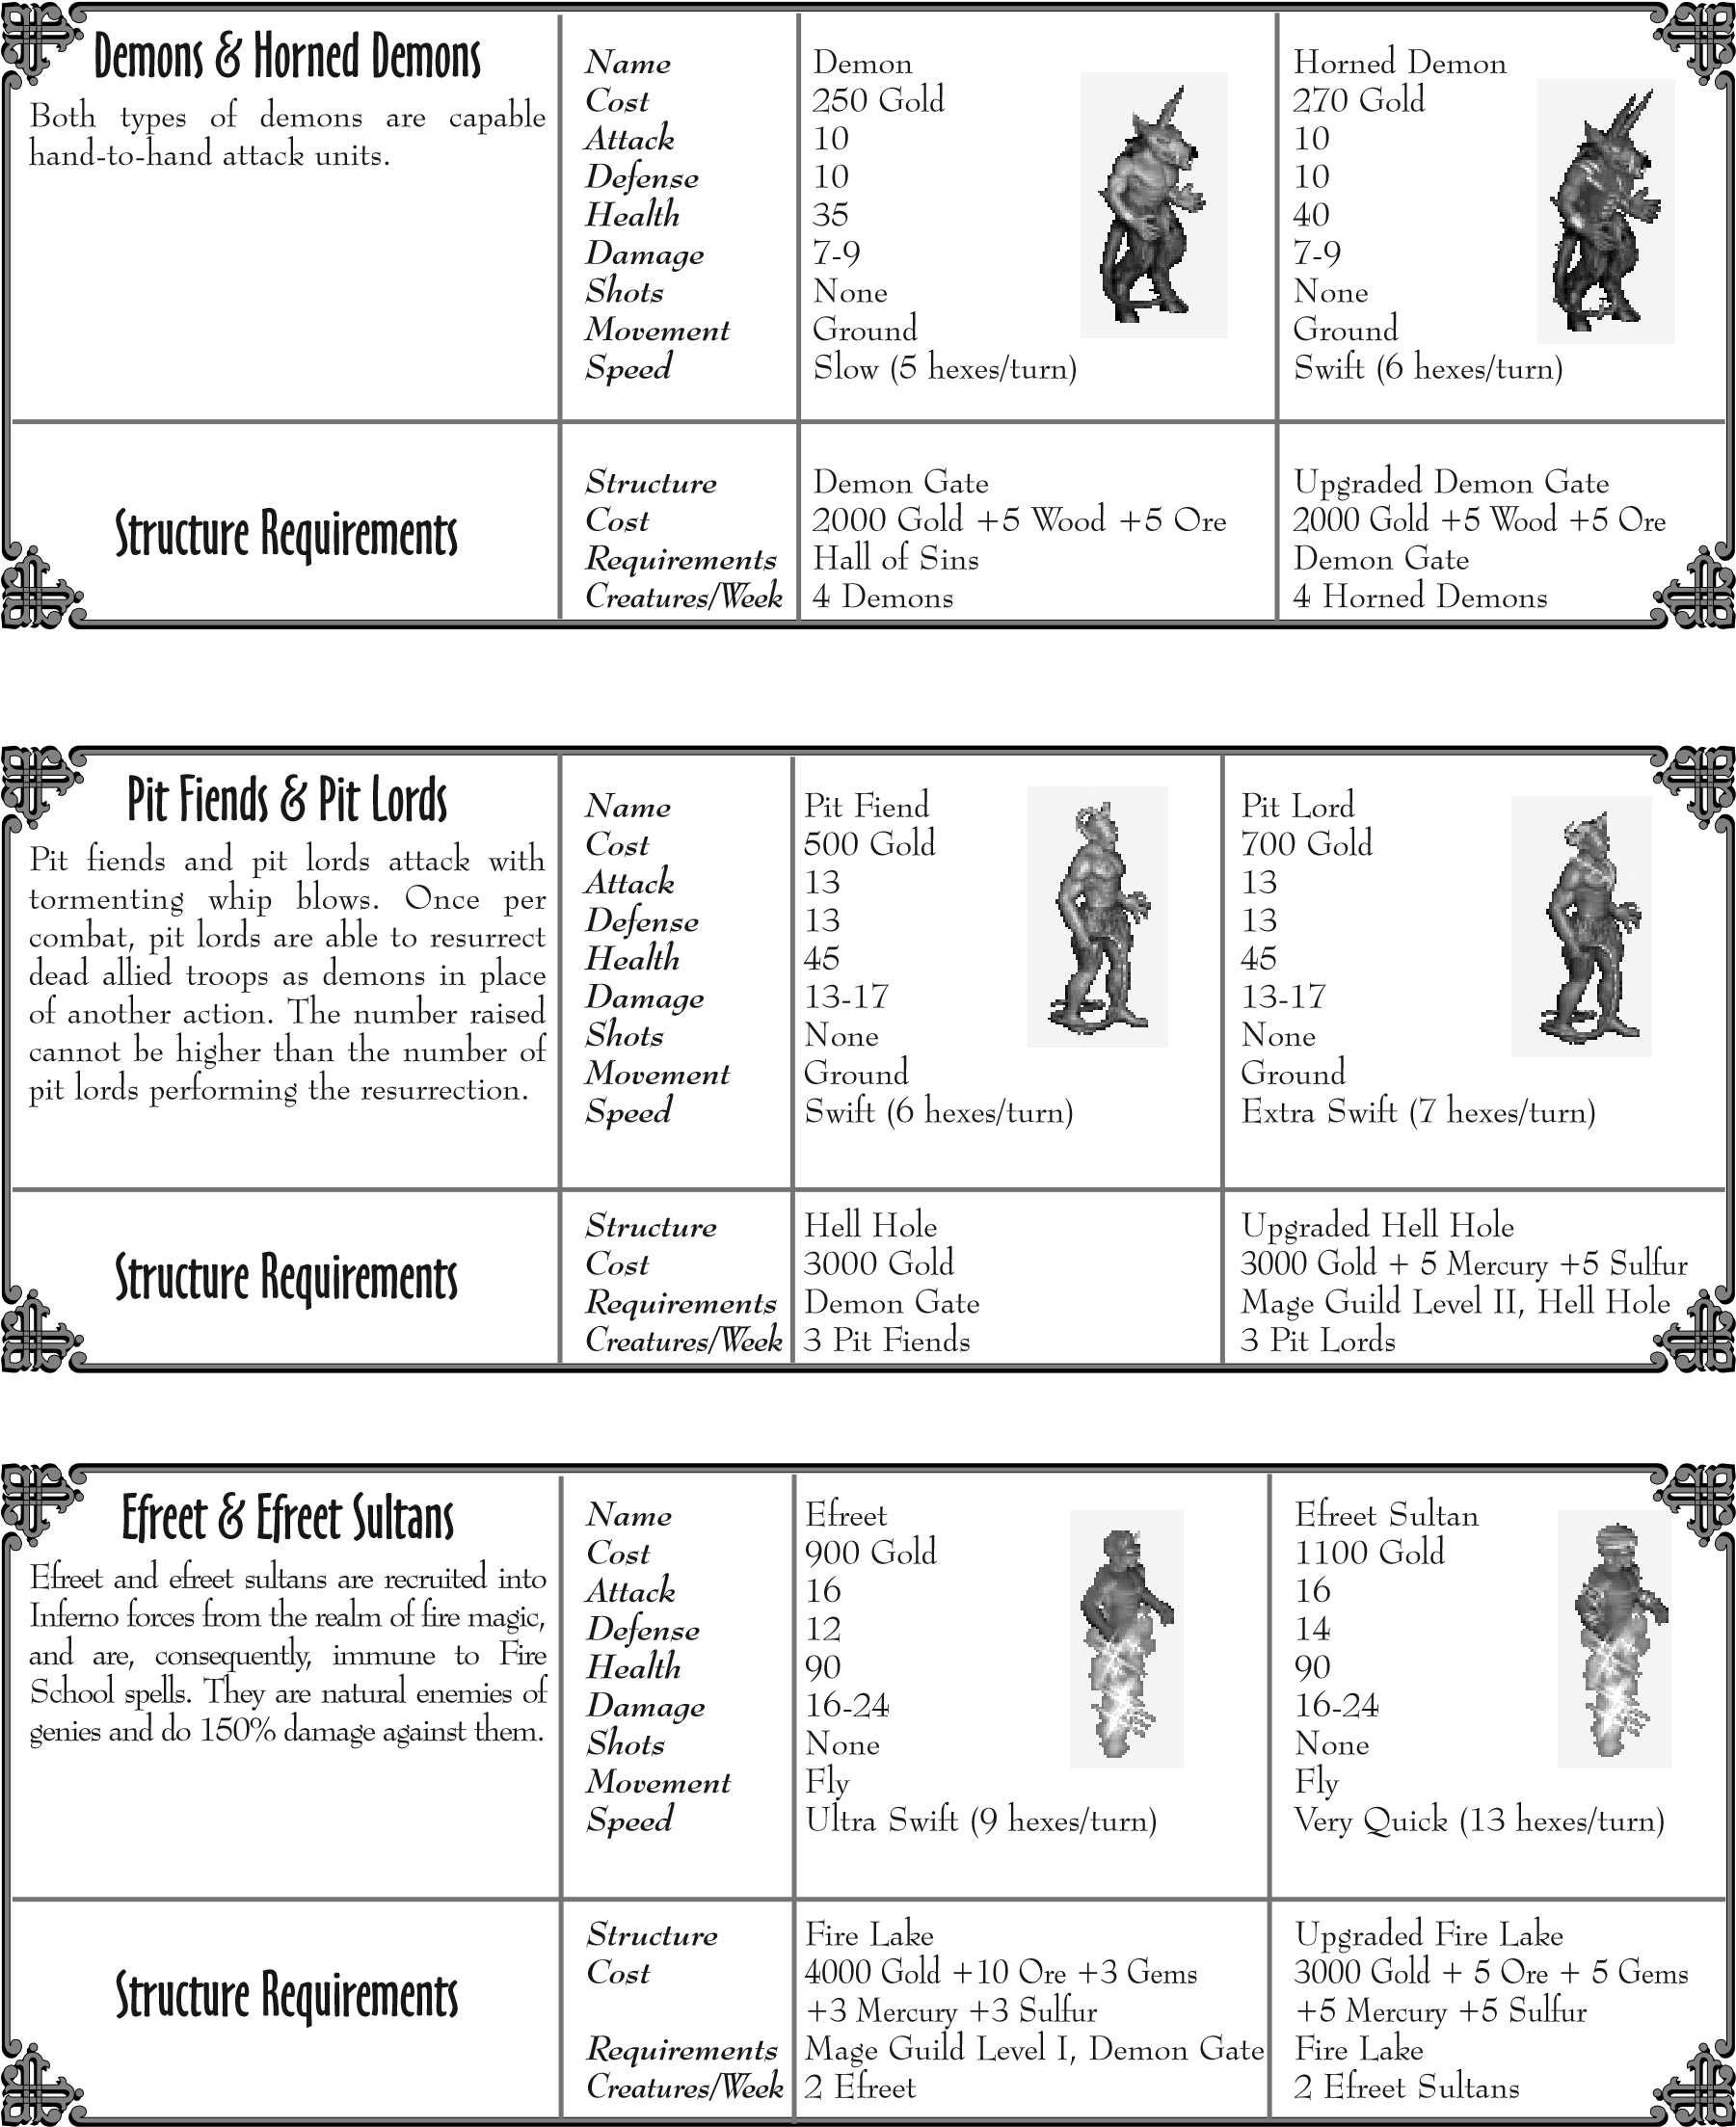 Demons & Horned Demons
Both types of demons are capable
hand-to-hand attack units.
Name Demon Horned Demon
Cost 250 Gold 270 Gold
Attack 10 10
Defense 10 10
Health 35 40
Damage 7-9 7-9
Shots None None
Movement Ground Ground
Speed Slow (5 hexes/turn) Swift (6 hexes/turn)
Structure Requirements
Structure Demon Gate Upgraded Demon Gate
Cost 2000 Gold +5 Wood +5 Ore 2000 Gold +5 Wood +5 Ore
Requirements Hall of Sins Demon Gate
Creatures/Week 4 Demons 4 Horned Demons
Pit Fiends & Pit Lords
Pit fiends and pit lords attack with
tormenting whip blows. Once per
combat, pit lords are able to resurrect
dead allied troops as demons in place
of another action. The number raised
cannot be higher than the number of
pit lords performing the resurrection.
Name Pit Fiend Pit Lord
Cost 500 Gold 700 Gold
Attack 13 13
Defense 13 13
Health 45 45
Damage 13-17 13-17
Shots None None
Movement Ground Ground
Speed Swift (6 hexes/turn) Extra Swift (7 hexes/turn)
Structure Requirements
Structure Hell Hole Upgraded Hell Hole
Cost 3000 Gold 3000 Gold + 5 Mercury +5 Sulfur
Requirements Demon Gate Mage Guild Level II, Hell Hole
Creatures/Week 3 Pit Fiends 3 Pit Lords
Efreet & Efreet Sultans
Efreet and efreet sultans are recruited into
Inferno forces from the realm of fire magic,
and are, consequently, immune to Fire
School spells. They are natural enemies of
genies and do 150% damage against them.
Name Efreet Efreet Sultan
Cost 900 Gold 1100 Gold
Attack 16 16
Defense 12 14
Health 90 90
Damage 16-24 16-24
Shots None None
Movement Fly Fly
Speed Ultra Swift (9 hexes/turn) Very Quick (13 hexes/turn)
Structure Requirements
Structure Fire Lake Upgraded Fire Lake
Cost 4000 Gold +10 Ore +3 Gems 3000 Gold + 5 Ore + 5 Gems
+3 Mercury +3 Sulfur +5 Mercury +5 Sulfur
Requirements Mage Guild Level I, Demon Gate Fire Lake
Creatures/Week 2 Efreet 2 Efreet Sultans